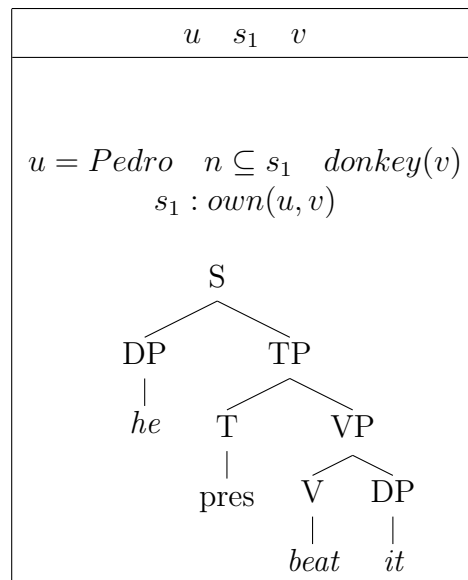 u s₁ v
u = Pedro n ⊆ s₁ donkey(v)
s₁ : own(u, v)
S
DP TP
he T VP
pres V DP
beat it